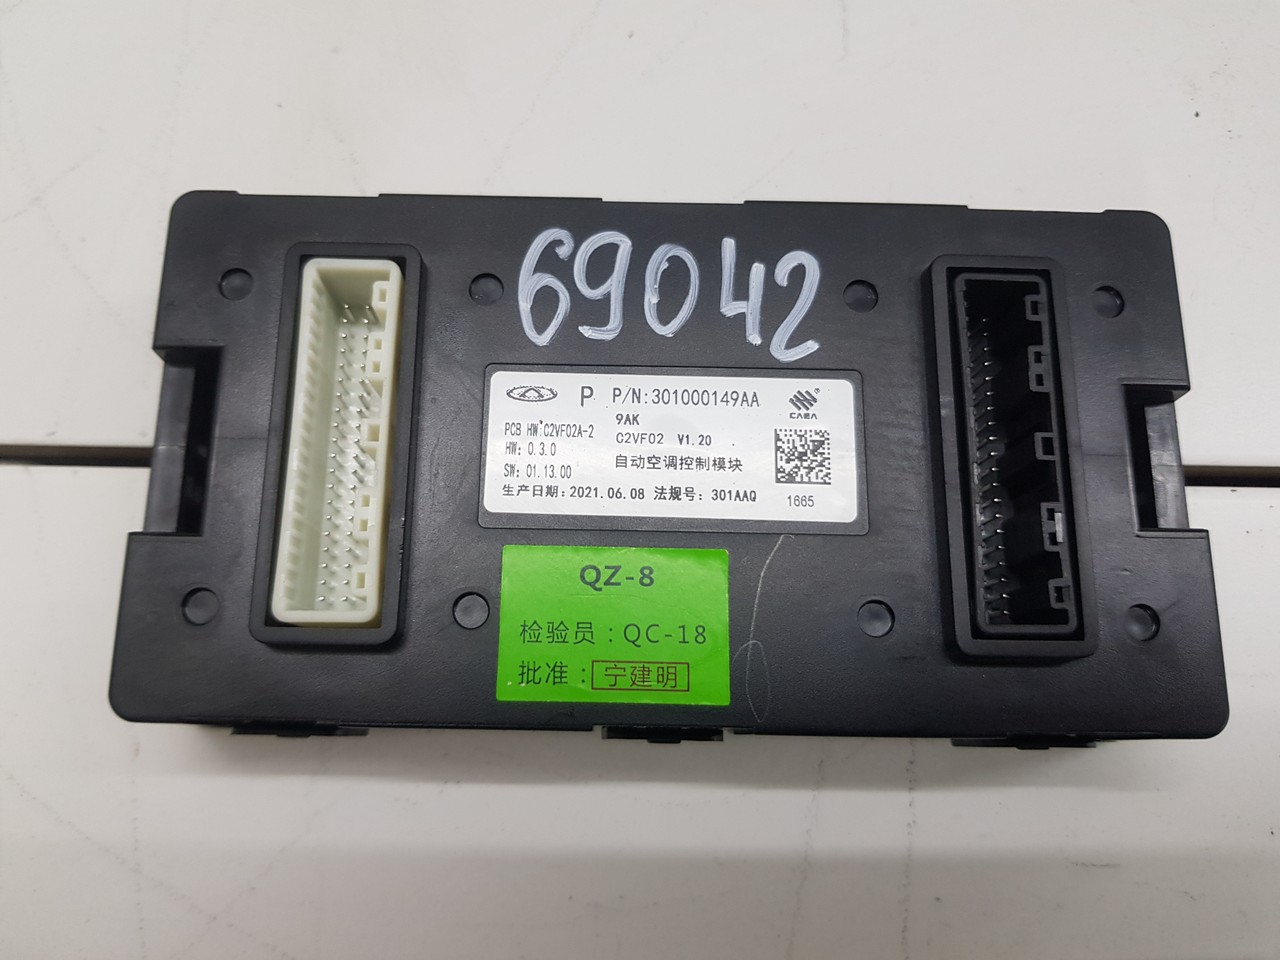 69042
P P/N:301000149AA
9AK
PCB HW:C2VF02A-2
C2VF02 V1.20
HW: 0.3.0
自动空调控制模块
SW: 01.13.00
生产日期: 2021.06.08 法规号: 301AAQ
CAEA
1665
QZ-8
检验员：QC-18
批准：宁建明